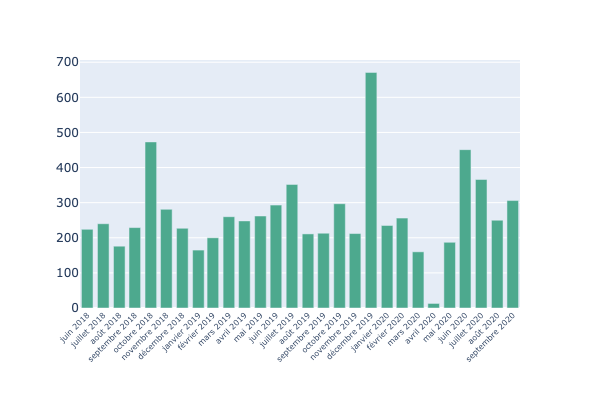 700
600
500
400
300
200
100
0
juin 2018
juillet 2018
août 2018
septembre 2018
octobre 2018
novembre 2018
décembre 2018
janvier 2019
février 2019
mars 2019
avril 2019
mai 2019
juin 2019
juillet 2019
août 2019
septembre 2019
octobre 2019
novembre 2019
décembre 2019
janvier 2020
février 2020
mars 2020
avril 2020
mai 2020
juin 2020
juillet 2020
août 2020
septembre 2020